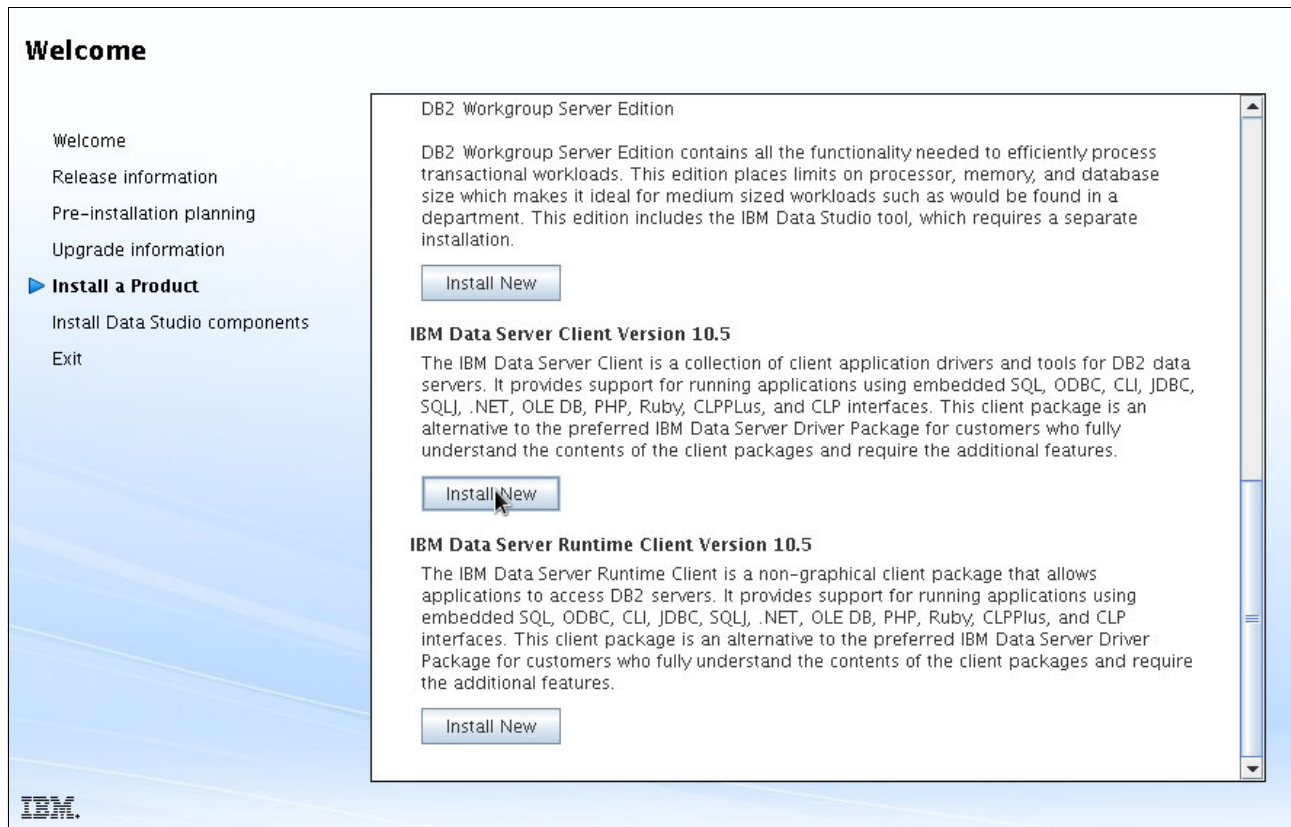 Welcome
Welcome
Release information
Pre-installation planning
Upgrade information
Install a Product
Install Data Studio components
Exit
DB2 Workgroup Server Edition
DB2 Workgroup Server Edition contains all the functionality needed to efficiently process
transactional workloads. This edition places limits on processor, memory, and database
size which makes it ideal for medium sized workloads such as would be found in a
department. This edition includes the IBM Data Studio tool, which requires a separate
installation.
Install New
IBM Data Server Client Version 10.5
The IBM Data Server Client is a collection of client application drivers and tools for DB2 data
servers. It provides support for running applications using embedded SQL, ODBC, CLI, JDBC,
SQLJ, .NET, OLE DB, PHP, Ruby, CLPPLus, and CLP interfaces. This client package is an
alternative to the preferred IBM Data Server Driver Package for customers who fully
understand the contents of the client packages and require the additional features.
Install New
IBM Data Server Runtime Client Version 10.5
The IBM Data Server Runtime Client is a non-graphical client package that allows
applications to access DB2 servers. It provides support for running applications using
embedded SQL, ODBC, CLI, JDBC, SQLJ, .NET, OLE DB, PHP, Ruby, CLPPlus, and CLP
interfaces. This client package is an alternative to the preferred IBM Data Server Driver
Package for customers who fully understand the contents of the client packages and require
the additional features.
Install New
IBM.